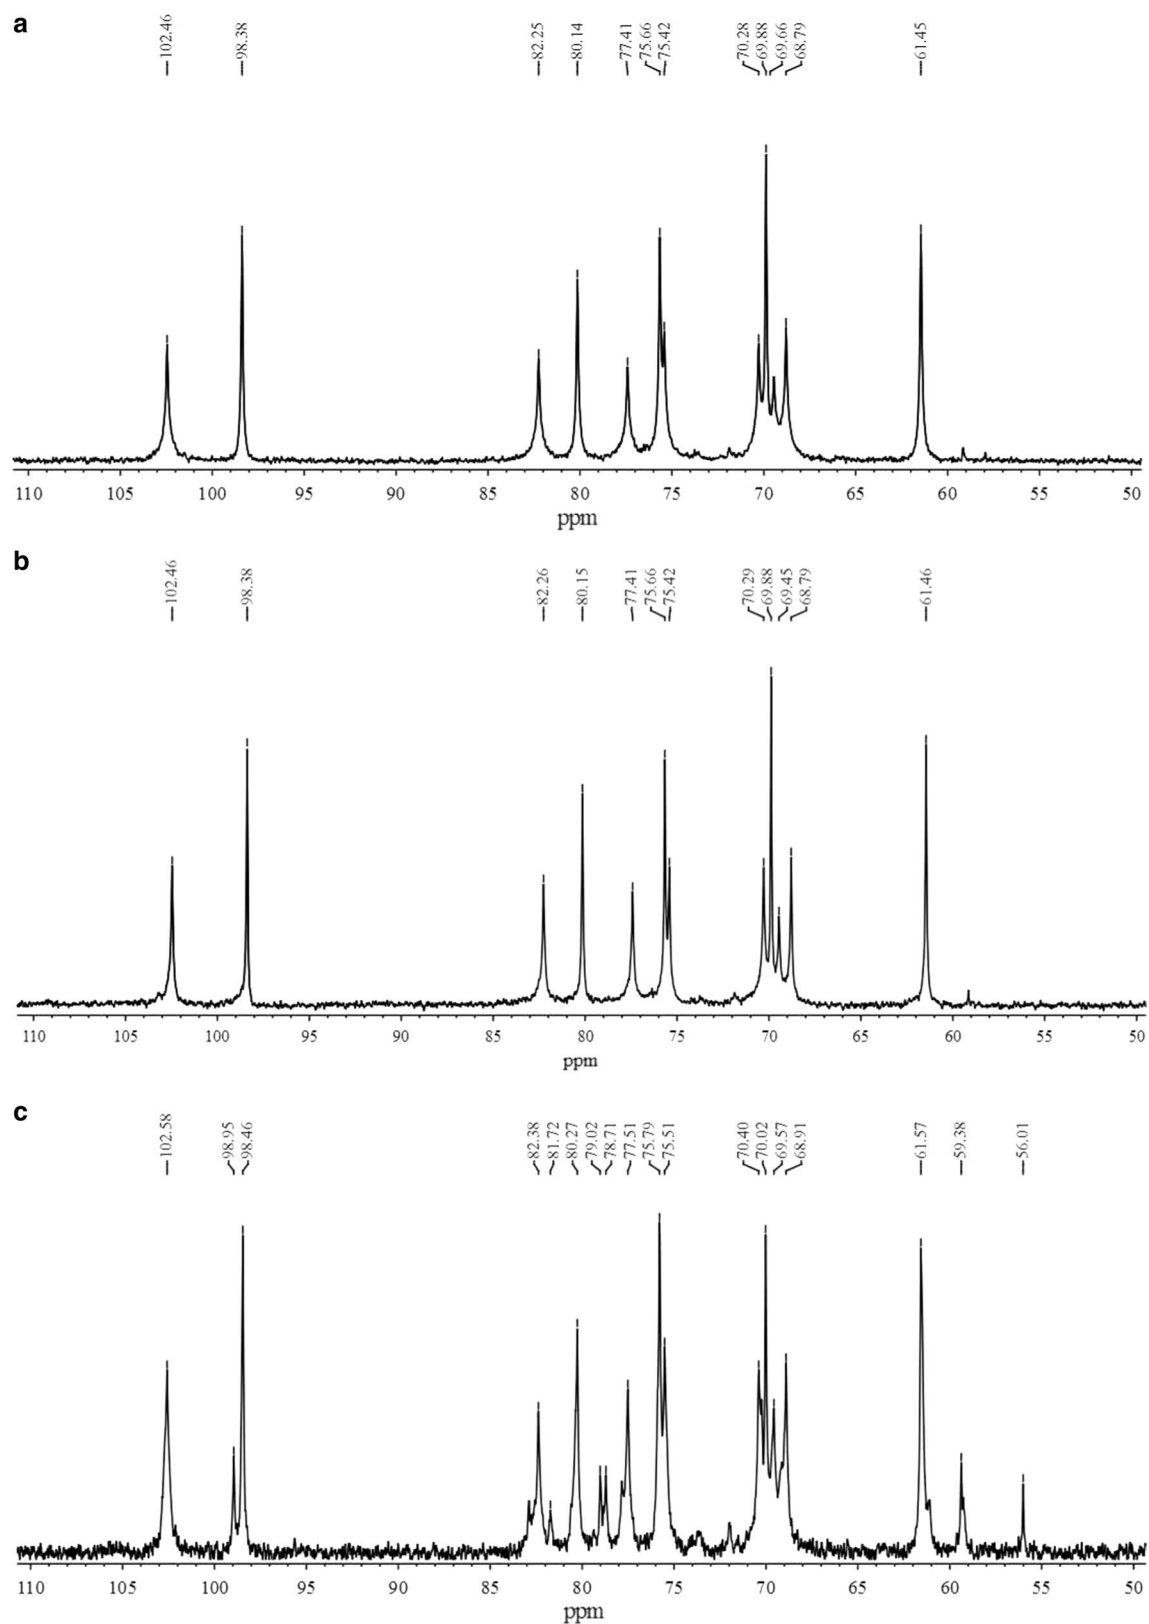 a
102.46 98.38 82.25 80.14 77.41 75.66 75.42 70.28 69.88 69.66 68.79 61.45
110 105 100 95 90 85 80 75 70 65 60 55 50
ppm
b
102.46 98.38 82.26 80.15 77.41 75.66 75.42 70.29 69.88 69.45 68.79 61.46
110 105 100 95 90 85 80 75 70 65 60 55 50
ppm
c
102.58 98.95 98.46 82.38 81.72 80.27 79.02 78.71 77.51 75.79 75.51 70.40 70.02 69.57 68.91 61.57 59.38 56.01
110 105 100 95 90 85 80 75 70 65 60 55 50
ppm